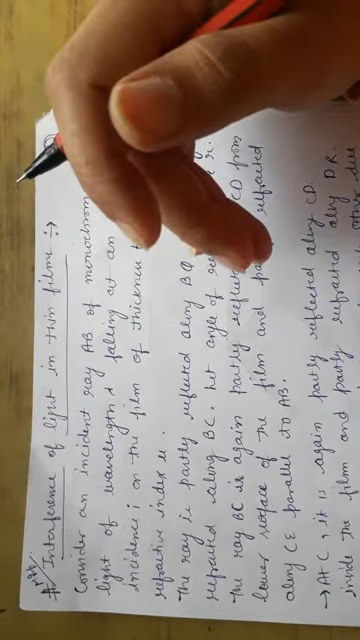 # Interference of light in thin films :→
Consider an incident ray AB of monochrom
light of wavelength λ falling at an
incidence i on the film of thickness t
refractive index μ.
The ray is partly reflected along BQ
refracted along BC. Let angle of r.
The ray BC is again partly reflec CD from
lower surface of the film and pa refracted
along CE parallel to AB.
→ At C, it is again partly reflected along CD.
inside the film and partly refracted along DR.